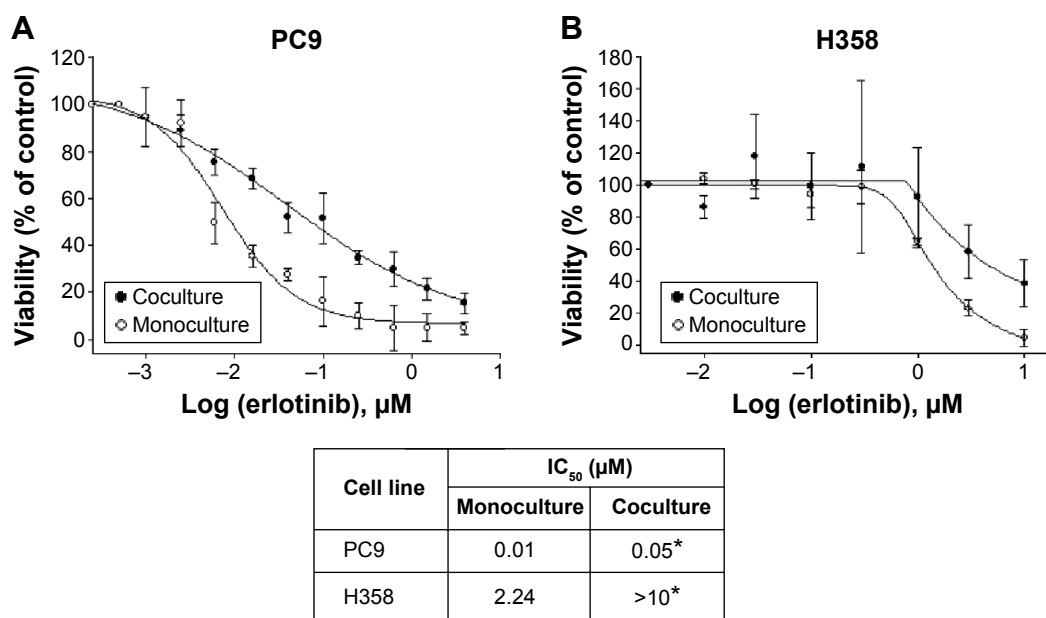 A
PC9
Viability (% of control)
120
100
80
60
40
20
0
Coculture
Monoculture
–3
–2
–1
0
1
Log (erlotinib), µM
B
H358
Viability (% of control)
180
160
140
120
100
80
60
40
20
0
Coculture
Monoculture
–2
–1
0
1
Log (erlotinib), µM
Cell line
IC50 (µM)
Monoculture Coculture
PC9 0.01 0.05*
H358 2.24 >10*